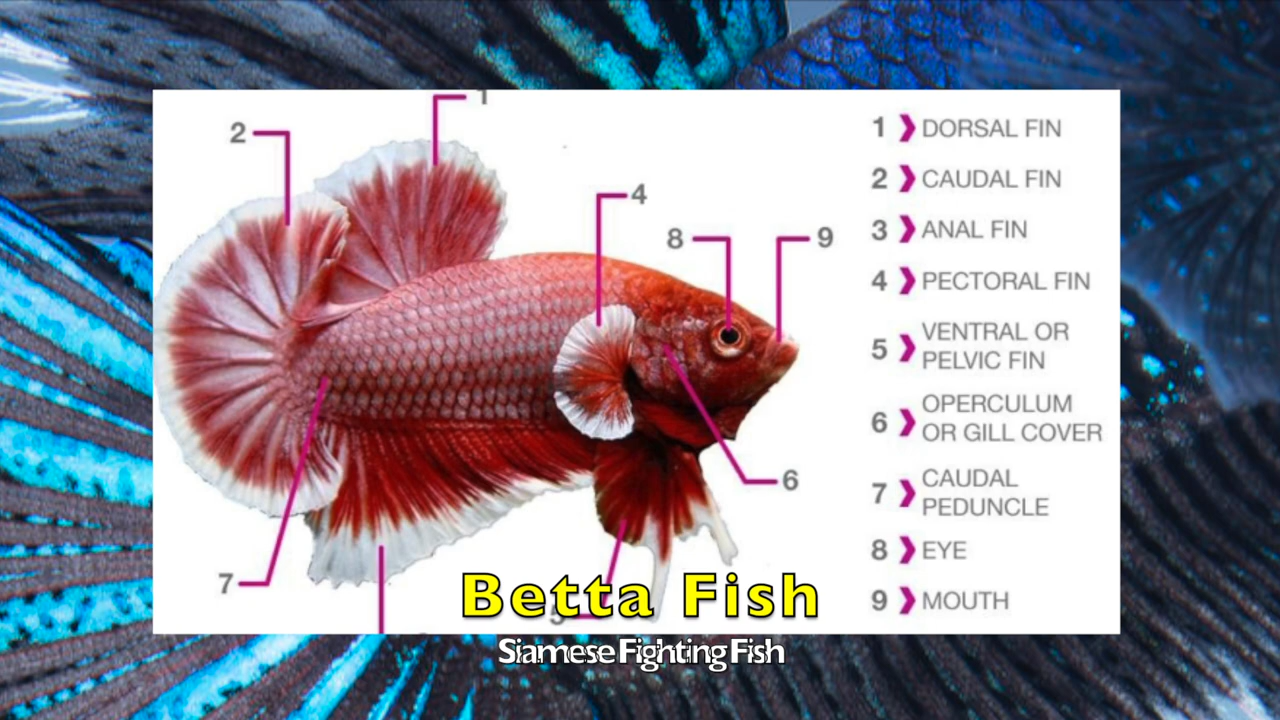 1
2
4
8
9
6
7
5
1 DORSAL FIN
2 CAUDAL FIN
3 ANAL FIN
4 PECTORAL FIN
5 VENTRAL OR
PELVIC FIN
6 OPERCULUM
OR GILL COVER
7 CAUDAL
PEDUNCLE
8 EYE
9 MOUTH
Betta Fish
Siamese Fighting Fish